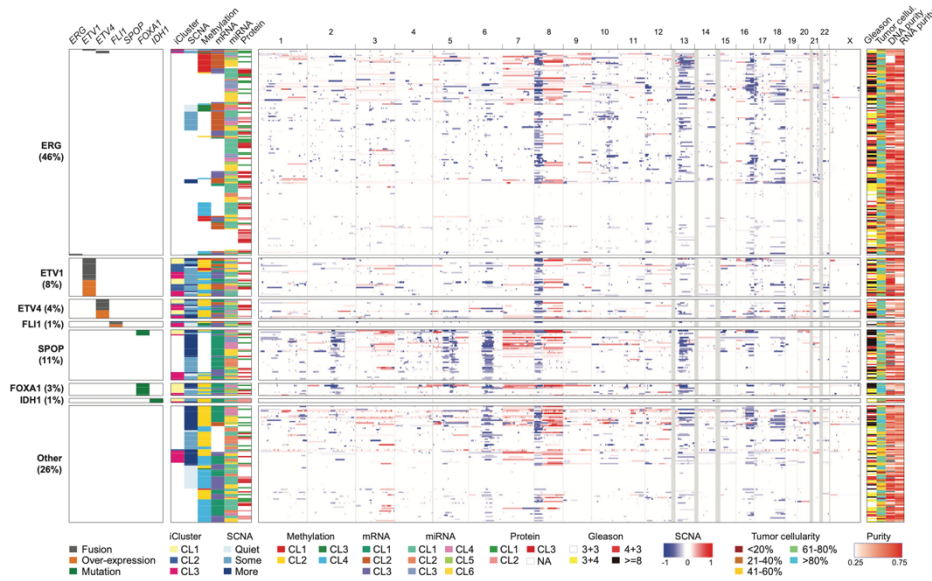 ERG ETV1 ETV4 FLI1 SPOP FOXA1 IDH1 iCluster SCNA Methylation mRNA miRNA Protein Gleason Tumor cellul. DNA purity RNA purity
1 2 3 4 5 6 7 8 9 10 11 12 13 14 15 16 17 18 19 20 21 22 X
ERG
(46%)
ETV1
(8%)
ETV4 (4%)
FLI1 (1%)
SPOP
(11%)
FOXA1 (3%)
IDH1 (1%)
Other
(26%)
iCluster SCNA Methylation mRNA miRNA Protein Gleason SCNA Tumor cellularity Purity
Fusion CL1 Quiet CL1 CL3 CL1 CL1 CL4 CL1 CL3 3+3 4+3 <20% 61-80%
Over-expression CL2 Some CL2 CL4 CL2 CL2 CL5 CL2 NA 3+4 >=8 -1 0 1 21-40% >80% 0.25 0.75
Mutation CL3 More CL3 CL3 CL6 41-60%